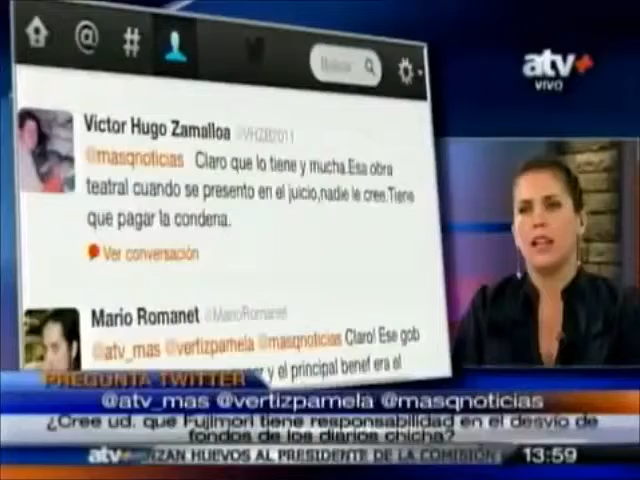 @ #
Buscar
atv+
VIVO
Victor Hugo Zamalloa @VHZB2011
@masqnoticias Claro que lo tiene y mucha.Esa obra
teatral cuando se presento en el juicio,nadie le cree.Tiene
que pagar la condena.
Ver conversación
Mario Romanet @MarioRomanet
@atv_mas @vertizpamela @masqnoticias Claro! Ese gob
y el principal benef era el
PREGUNTA TWITTER
@atv_mas @vertizpamela @masqnoticias
¿Cree ud. que Fujimori tiene responsabilidad en el desvio de
fondos de los diarios chicha?
atv+ ZAN HUEVOS AL PRESIDENTE DE LA COMISIÓN 13:59